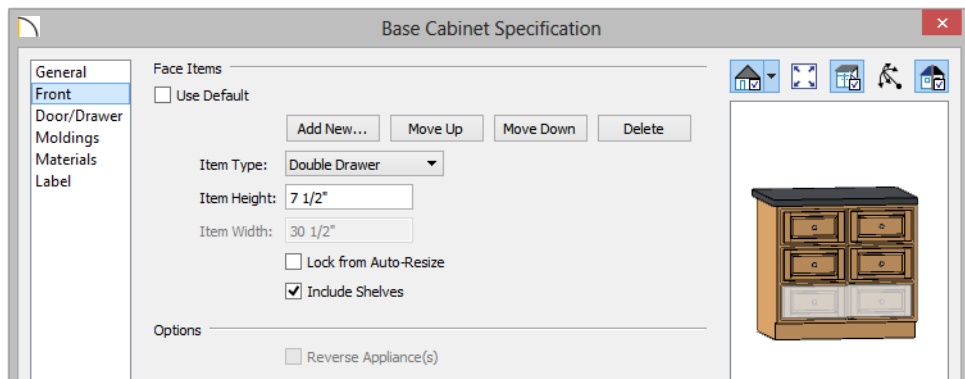 Base Cabinet Specification
General
Front
Door/Drawer
Moldings
Materials
Label
Face Items
Use Default
Add New... Move Up Move Down Delete
Item Type: Double Drawer
Item Height: 7 1/2"
Item Width: 30 1/2"
Lock from Auto-Resize
Include Shelves
Options
Reverse Appliance(s)